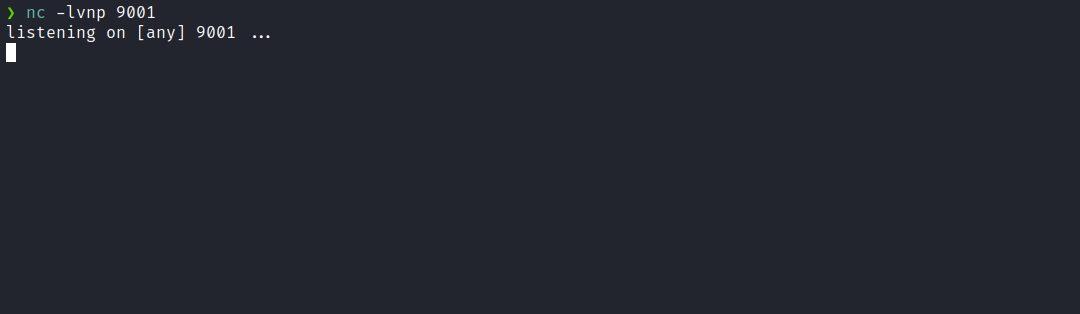 ❯ nc -lvnp 9001
listening on [any] 9001 ...